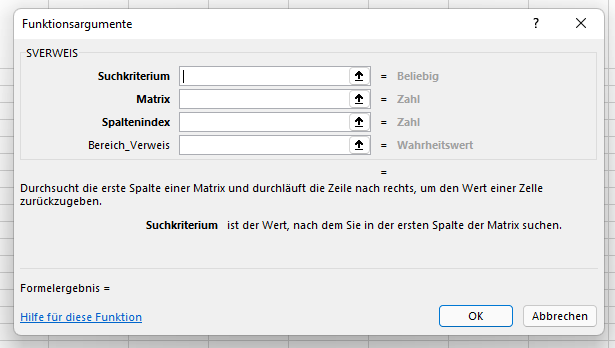 Funktionsargumente ? ×
SVERWEIS
Suchkriterium = Beliebig
Matrix = Zahl
Spaltenindex = Zahl
Bereich_Verweis = Wahrheitswert
=
Durchsucht die erste Spalte einer Matrix und durchläuft die Zeile nach rechts, um den Wert einer Zelle
zurückzugeben.
Suchkriterium ist der Wert, nach dem Sie in der ersten Spalte der Matrix suchen.
Formelergebnis =
Hilfe für diese Funktion OK Abbrechen